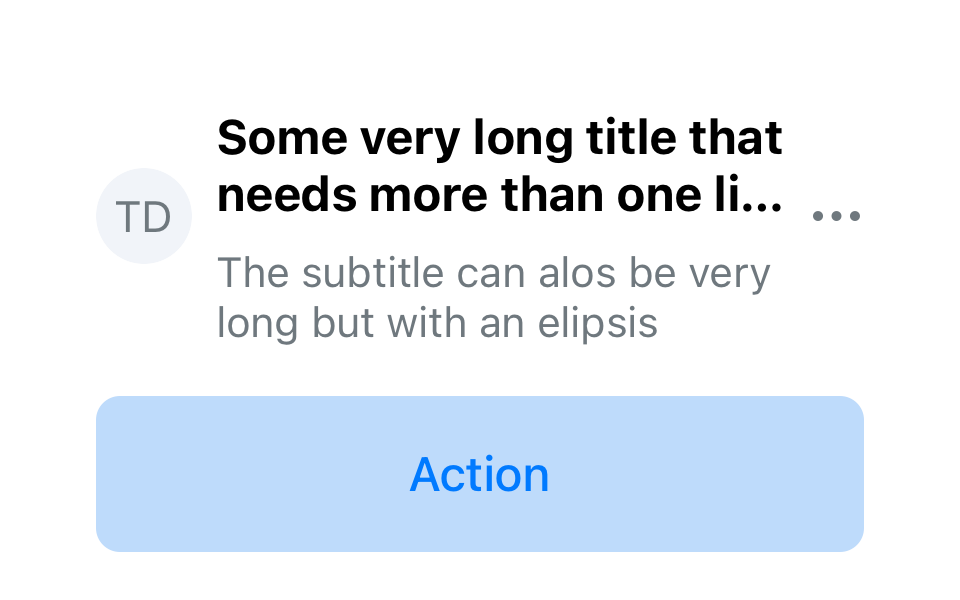 Some very long title that
needs more than one li...
TD
The subtitle can alos be very
long but with an elipsis
Action